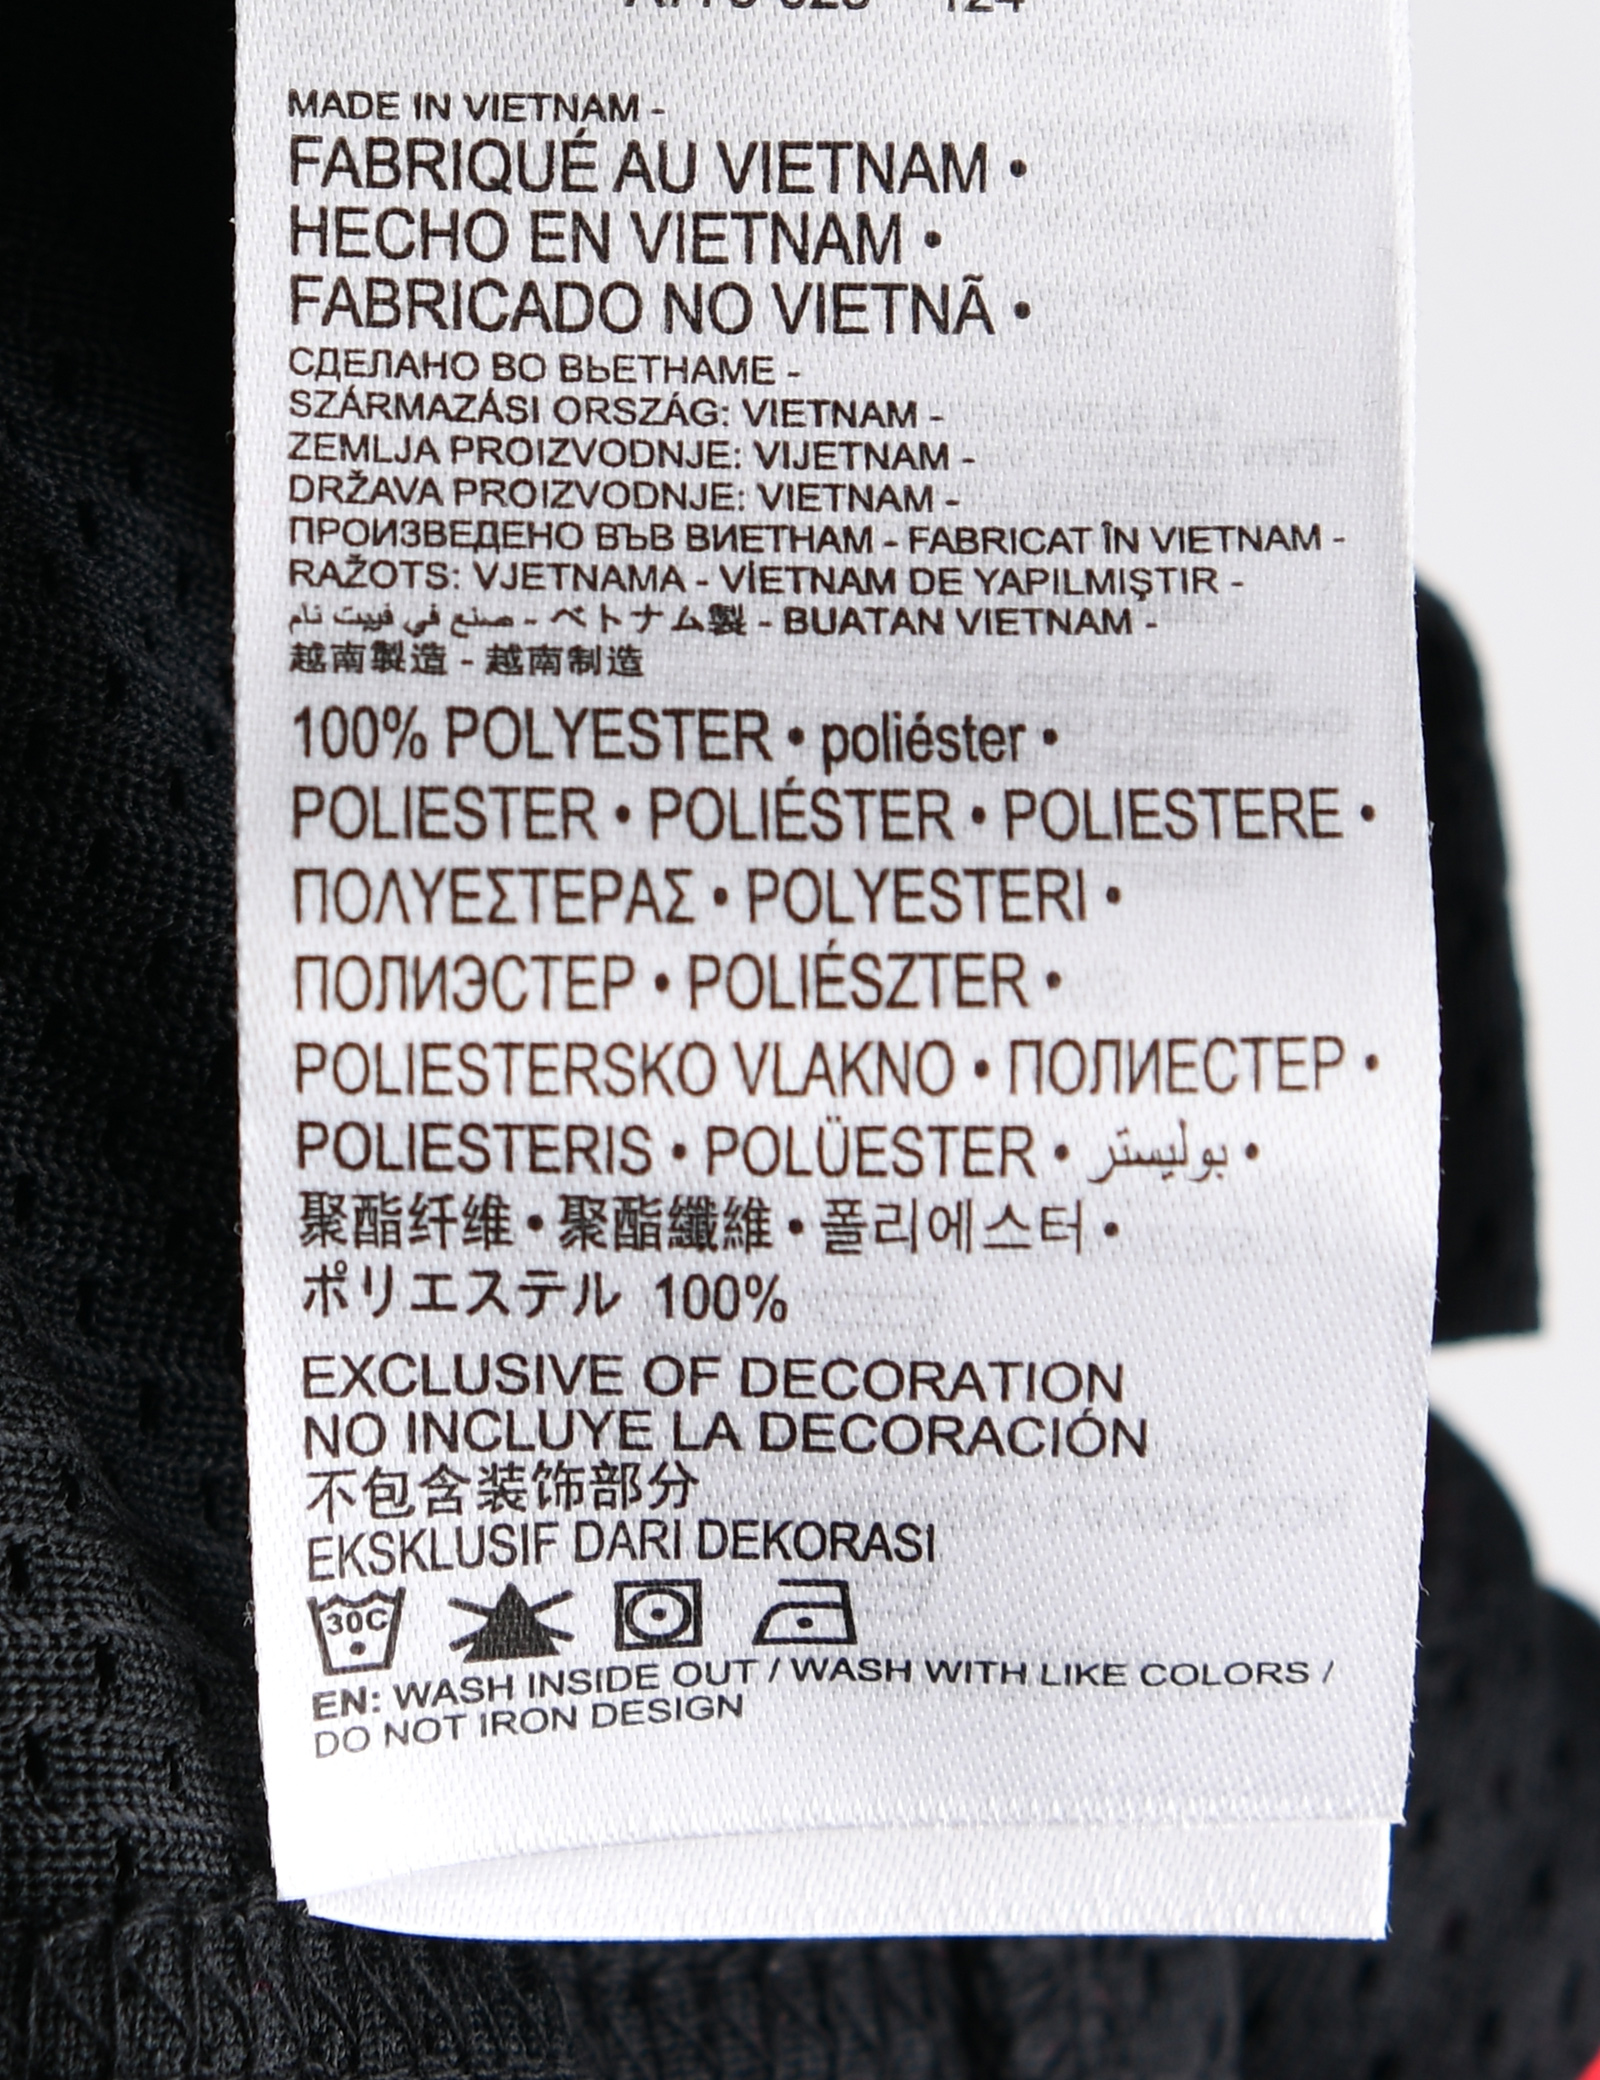 MADE IN VIETNAM -
FABRIQUÉ AU VIETNAM •
HECHO EN VIETNAM •
FABRICADO NO VIETNÃ •
СДЕЛАНО ВО ВЬЕТНАМЕ -
SZÁRMAZÁSI ORSZÁG: VIETNAM -
ZEMLJA PROIZVODNJE: VIJETNAM -
DRŽAVA PROIZVODNJE: VIETNAM -
ПРОИЗВЕДЕНО ВЪВ ВИЕТНАМ - FABRICAT ÎN VIETNAM -
RAŽOTS: VJETNAMA - VİETNAM DE YAPILMIŞTIR -
صنع في فييت نام - ベトナム製 - BUATAN VIETNAM -
越南製造 - 越南制造
100% POLYESTER • poliéster •
POLIESTER • POLIÉSTER • POLIESTERE •
ΠΟΛΥΕΣΤΕΡΑΣ • POLYESTERI •
ПОЛИЭСТЕР • POLIÉSZTER •
POLIESTERSKO VLAKNO • ПОЛИЕСТЕР •
POLIESTERIS • POLÜESTER • بوليستر •
聚酯纤维 • 聚酯纖維 • 폴리에스터 •
ポリエステル 100%
EXCLUSIVE OF DECORATION
NO INCLUYE LA DECORACIÓN
不包含装饰部分
EKSKLUSIF DARI DEKORASI
30C
EN: WASH INSIDE OUT / WASH WITH LIKE COLORS /
DO NOT IRON DESIGN